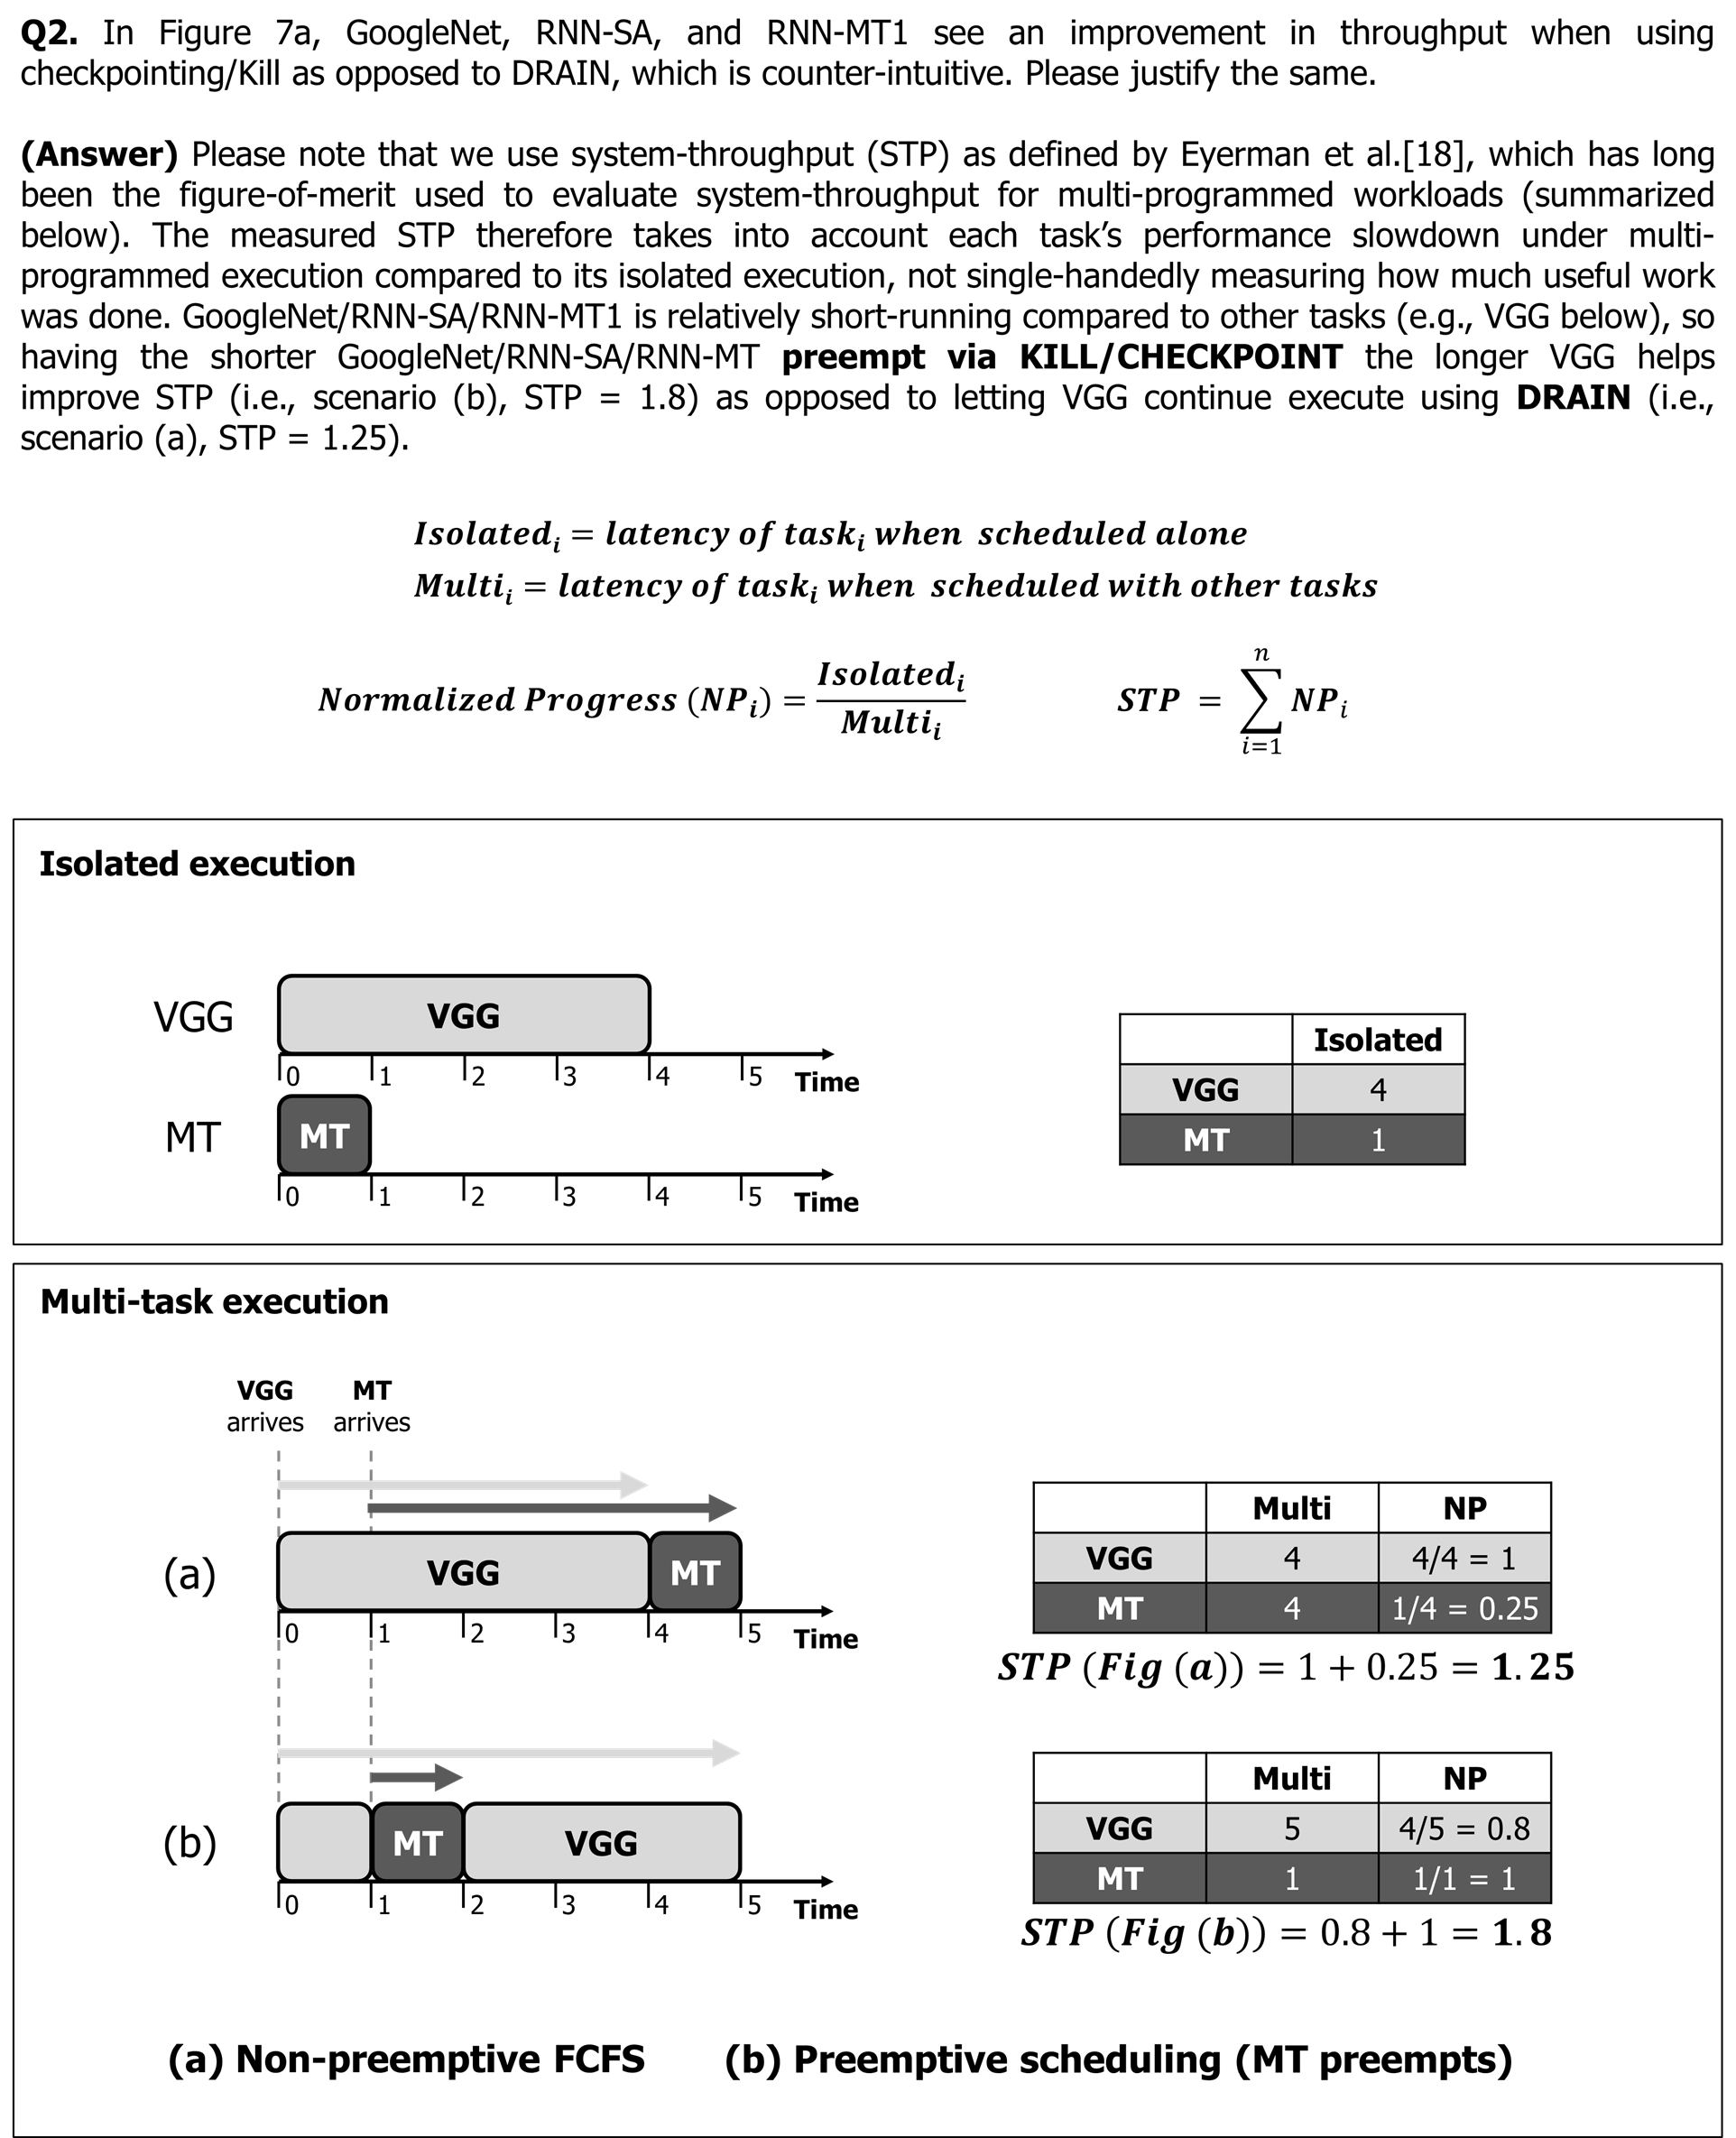 Q2. In Figure 7a, GoogleNet, RNN-SA, and RNN-MT1 see an improvement in throughput when using
checkpointing/Kill as opposed to DRAIN, which is counter-intuitive. Please justify the same.
(Answer) Please note that we use system-throughput (STP) as defined by Eyerman et al.[18], which has long
been the figure-of-merit used to evaluate system-throughput for multi-programmed workloads (summarized
below). The measured STP therefore takes into account each task's performance slowdown under multi-
programmed execution compared to its isolated execution, not single-handedly measuring how much useful work
was done. GoogleNet/RNN-SA/RNN-MT1 is relatively short-running compared to other tasks (e.g., VGG below), so
having the shorter GoogleNet/RNN-SA/RNN-MT preempt via KILL/CHECKPOINT the longer VGG helps
improve STP (i.e., scenario (b), STP = 1.8) as opposed to letting VGG continue execute using DRAIN (i.e.,
scenario (a), STP = 1.25).
Isolated_i = latency of task_i when scheduled alone
Multi_i = latency of task_i when scheduled with other tasks
Normalized Progress (NP_i) = Isolated_i / Multi_i
STP = ∑_{i=1}^{n} NP_i
Isolated execution
VGG
VGG
0 1 2 3 4 5 Time
MT
MT
0 1 2 3 4 5 Time
Isolated
VGG 4
MT 1
Multi-task execution
VGG MT
arrives arrives
(a)
VGG MT
0 1 2 3 4 5 Time
Multi NP
VGG 4 4/4 = 1
MT 4 1/4 = 0.25
STP (Fig (a)) = 1 + 0.25 = 1.25
(b)
MT VGG
0 1 2 3 4 5 Time
Multi NP
VGG 5 4/5 = 0.8
MT 1 1/1 = 1
STP (Fig (b)) = 0.8 + 1 = 1.8
(a) Non-preemptive FCFS (b) Preemptive scheduling (MT preempts)